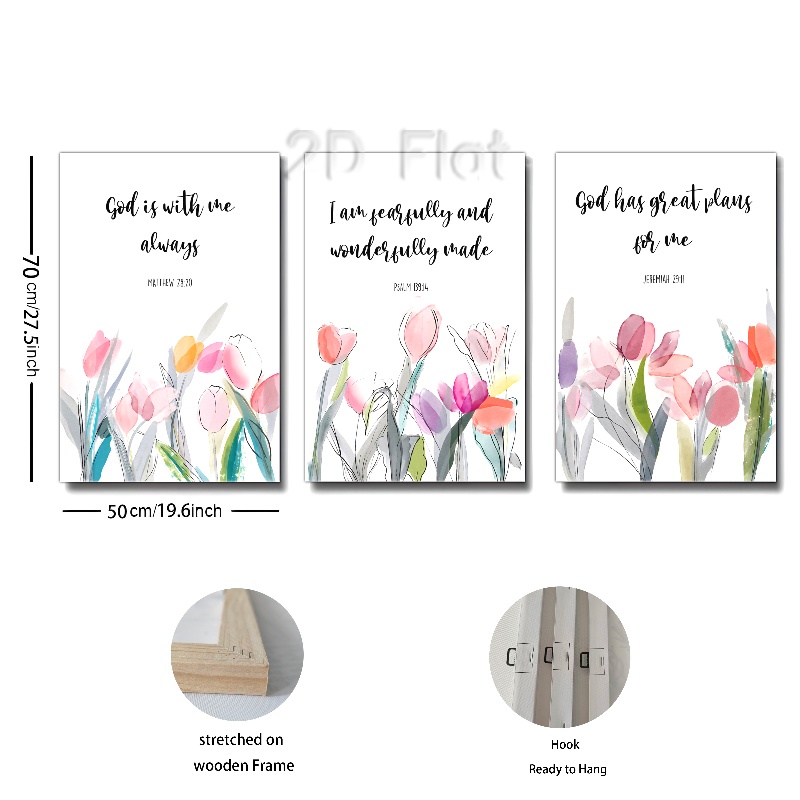 2D Flat
God is with me
always
MATTHEW 28:20
I am fearfully and
wonderfully made
PSALM 139:14
God has great plans
for me
JEREMIAH 29:11
70 cm/27.5inch
50cm/19.6inch
stretched on
wooden Frame
Hook
Ready to Hang